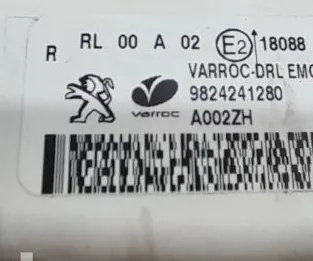 R RL 00 A 02 E2 18088
VARROC-DRL EMC
varroc 9824241280
A002ZH